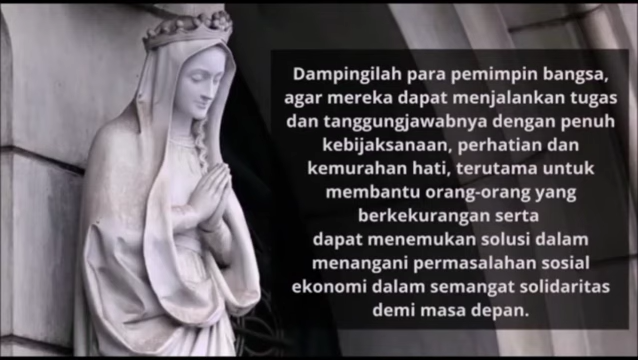 Dampingilah para pemimpin bangsa,
agar mereka dapat menjalankan tugas
dan tanggungjawabnya dengan penuh
kebijaksanaan, perhatian dan
kemurahan hati, terutama untuk
membantu orang-orang yang
berkekurangan serta
dapat menemukan solusi dalam
menangani permasalahan sosial
ekonomi dalam semangat solidaritas
demi masa depan.